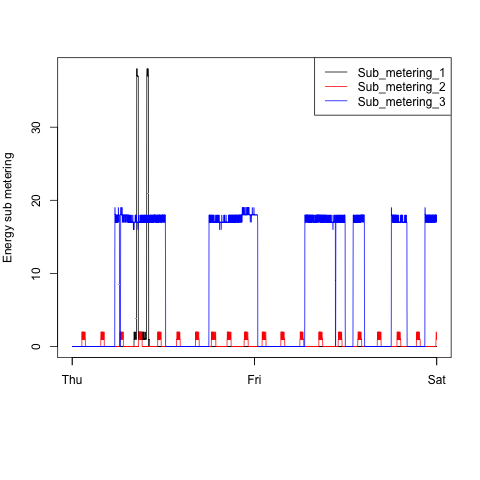 Sub_metering_1
Sub_metering_2
Sub_metering_3
Energy sub metering
30
20
10
0
Thu
Fri
Sat